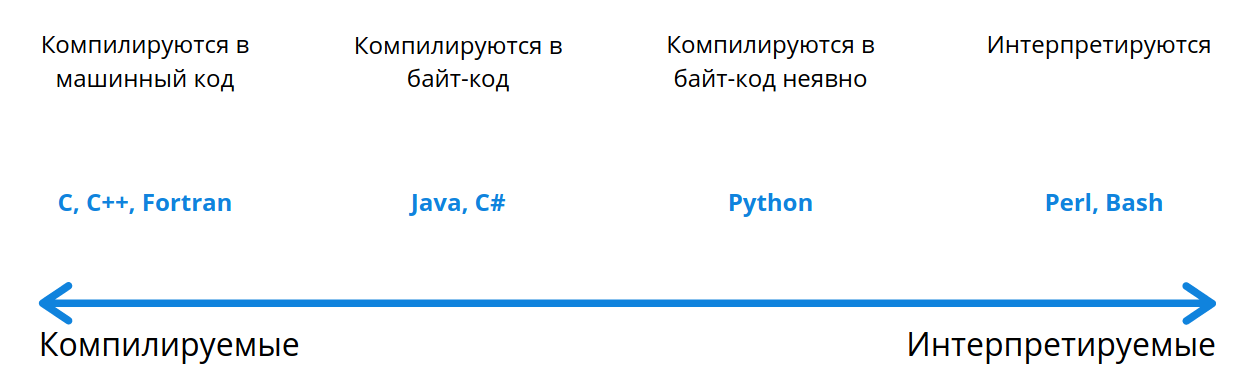 Компилируются в
машинный код
Компилируются в
байт-код
Компилируются в
байт-код неявно
Интерпретируются
C, C++, Fortran
Java, C#
Python
Perl, Bash
Компилируемые
Интерпретируемые